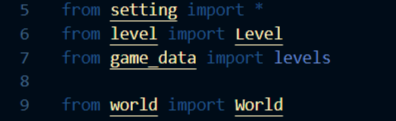 5 from setting import *
6 from level import Level
7 from game_data import levels
8
9 from world import World